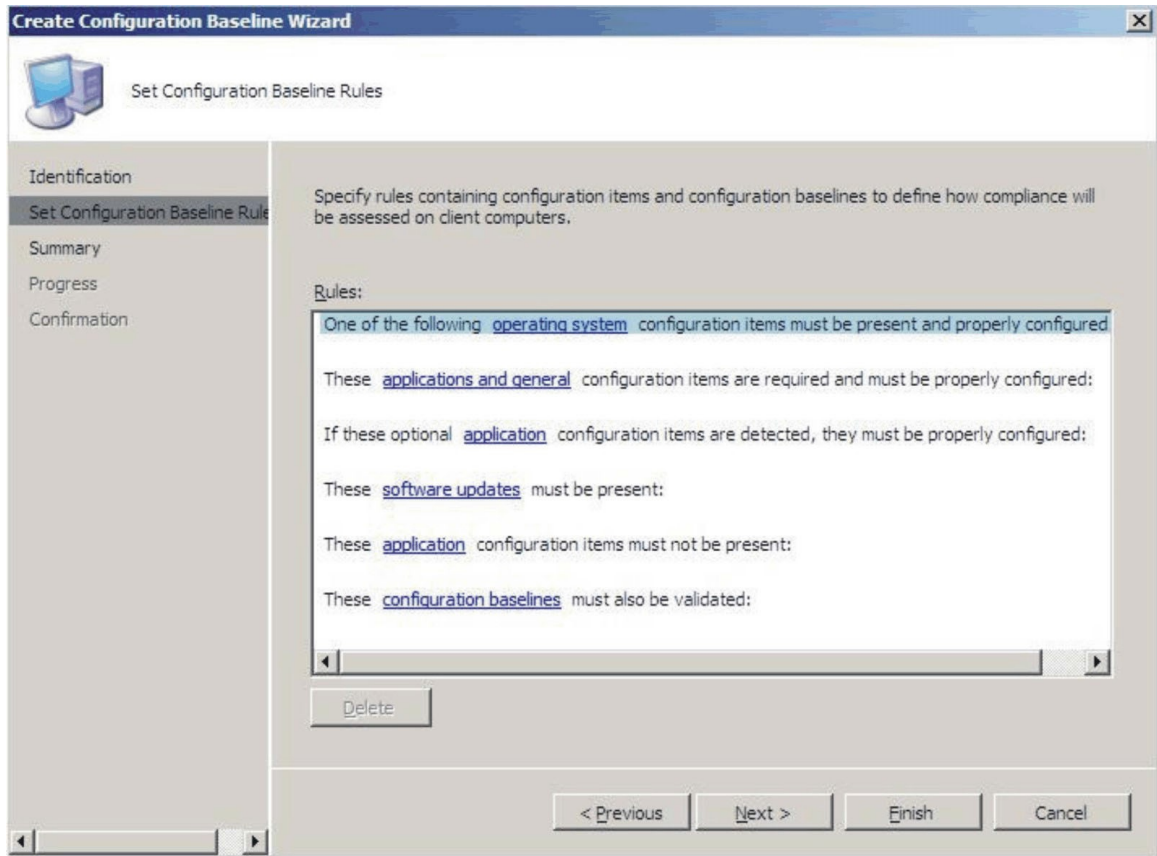 Create Configuration Baseline Wizard
Set Configuration Baseline Rules
Identification
Set Configuration Baseline Rule
Summary
Progress
Confirmation
Specify rules containing configuration items and configuration baselines to define how compliance will
be assessed on client computers.
Rules:
One of the following operating system configuration items must be present and properly configured
These applications and general configuration items are required and must be properly configured:
If these optional application configuration items are detected, they must be properly configured:
These software updates must be present:
These application configuration items must not be present:
These configuration baselines must also be validated:
Delete
< Previous
Next >
Finish
Cancel